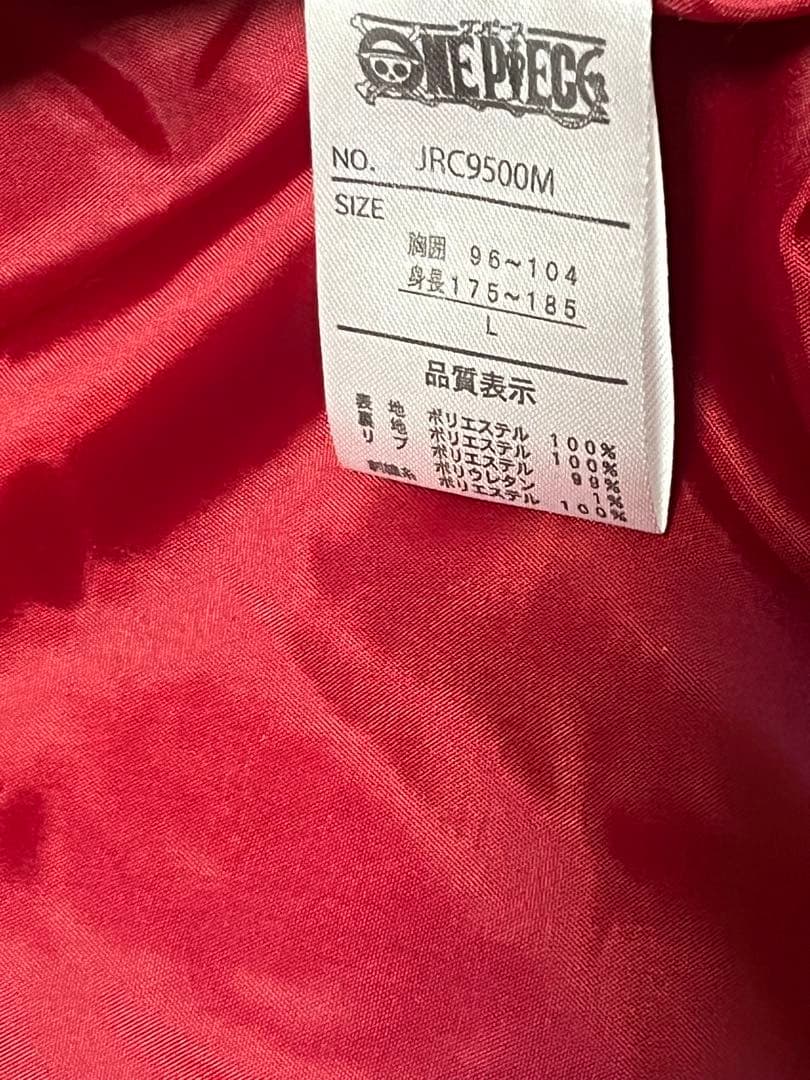 ワンピース
ONE PIECE
NO. JRC9500M
SIZE
胸囲 96~104
身長175~185
L
品質表示
表 地 ポリエステル 100%
裏 地 ポリエステル 100%
リ ブ ポリエステル 99%
ポリウレタン 1%
刺繍糸 ポリエステル 100%